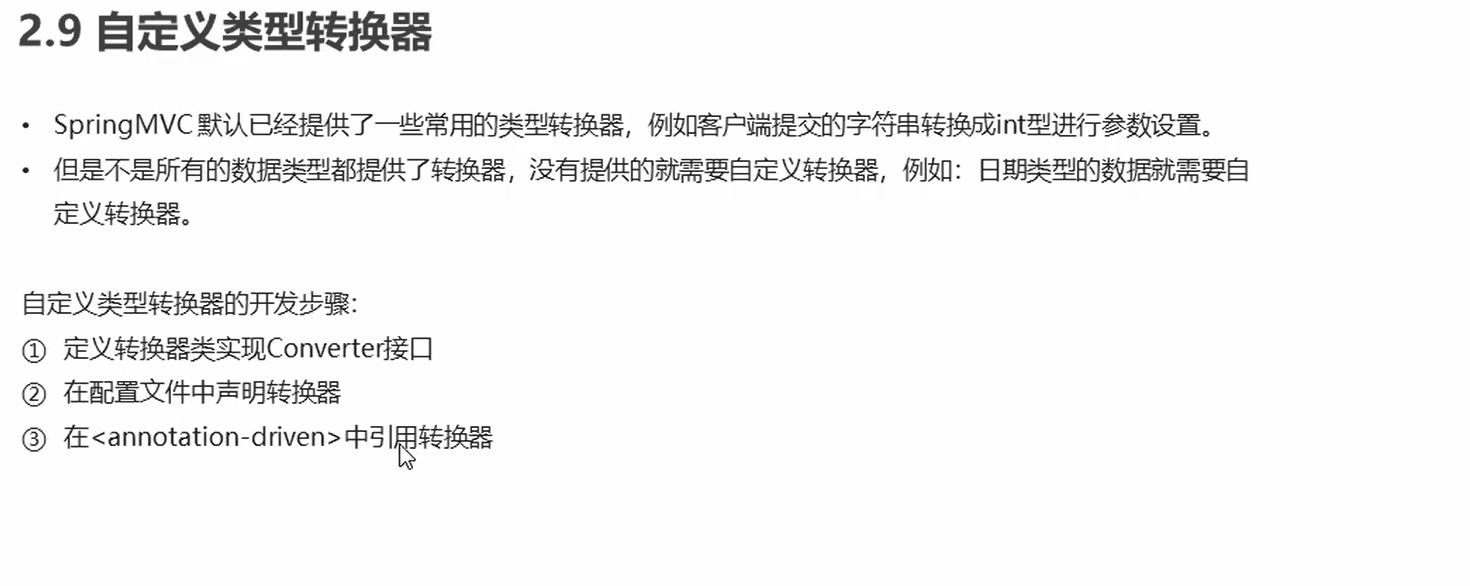 2.9 自定义类型转换器
• SpringMVC 默认已经提供了一些常用的类型转换器，例如客户端提交的字符串转换成int型进行参数设置。
• 但是不是所有的数据类型都提供了转换器，没有提供的就需要自定义转换器，例如：日期类型的数据就需要自
定义转换器。
自定义类型转换器的开发步骤：
① 定义转换器类实现Converter接口
② 在配置文件中声明转换器
③ 在<annotation-driven>中引用转换器